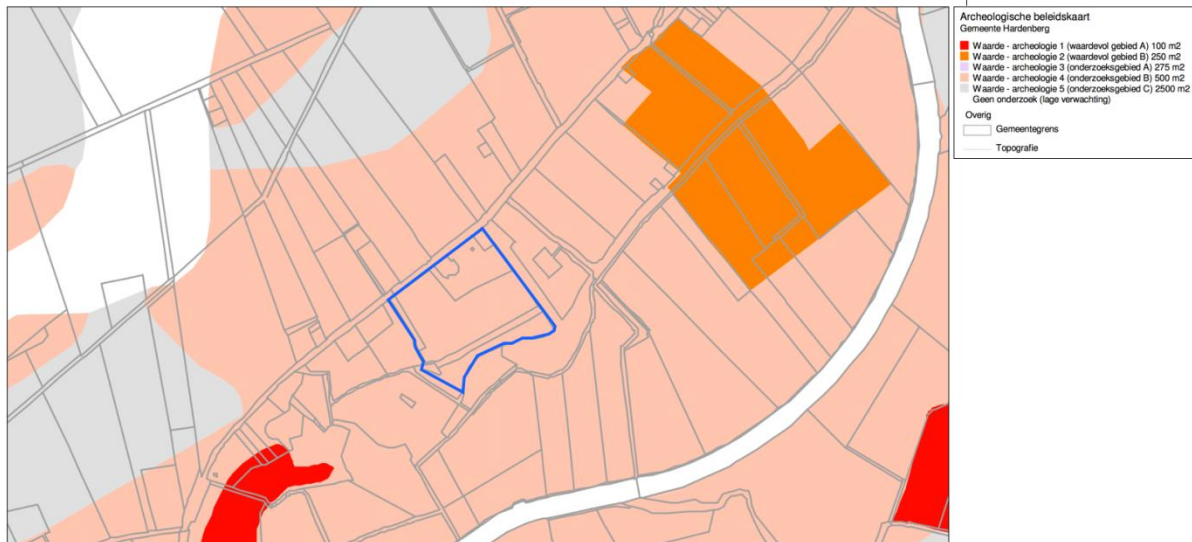 Archeologische beleidskaart
Gemeente Hardenberg
Waarde - archeologie 1 (waardevol gebied A) 100 m2
Waarde - archeologie 2 (waardevol gebied B) 250 m2
Waarde - archeologie 3 (onderzoeksgebied A) 275 m2
Waarde - archeologie 4 (onderzoeksgebied B) 500 m2
Waarde - archeologie 5 (onderzoeksgebied C) 2500 m2
Geen onderzoek (lage verwachting)
Overig
Gemeentegrens
Topografie